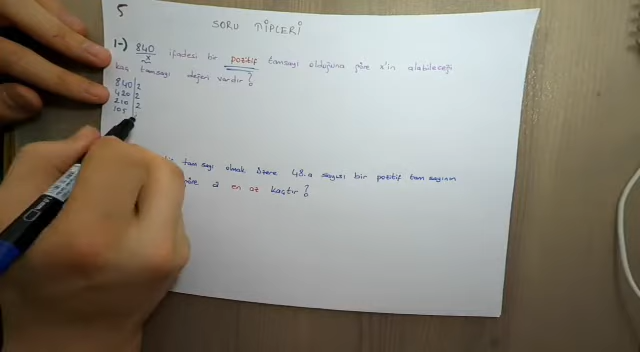 5
SORU TİPLERİ
1-) 840
x ifadesi bir pozitif tamsayı olduğuna göre x'in alabileceği
kaç tamsayı değeri vardır?
840 2
420 2
210 2
105
tam sayı olmak üzere 48.a sayısı bir pozitif tam sayının
göre a en az kaçtır?